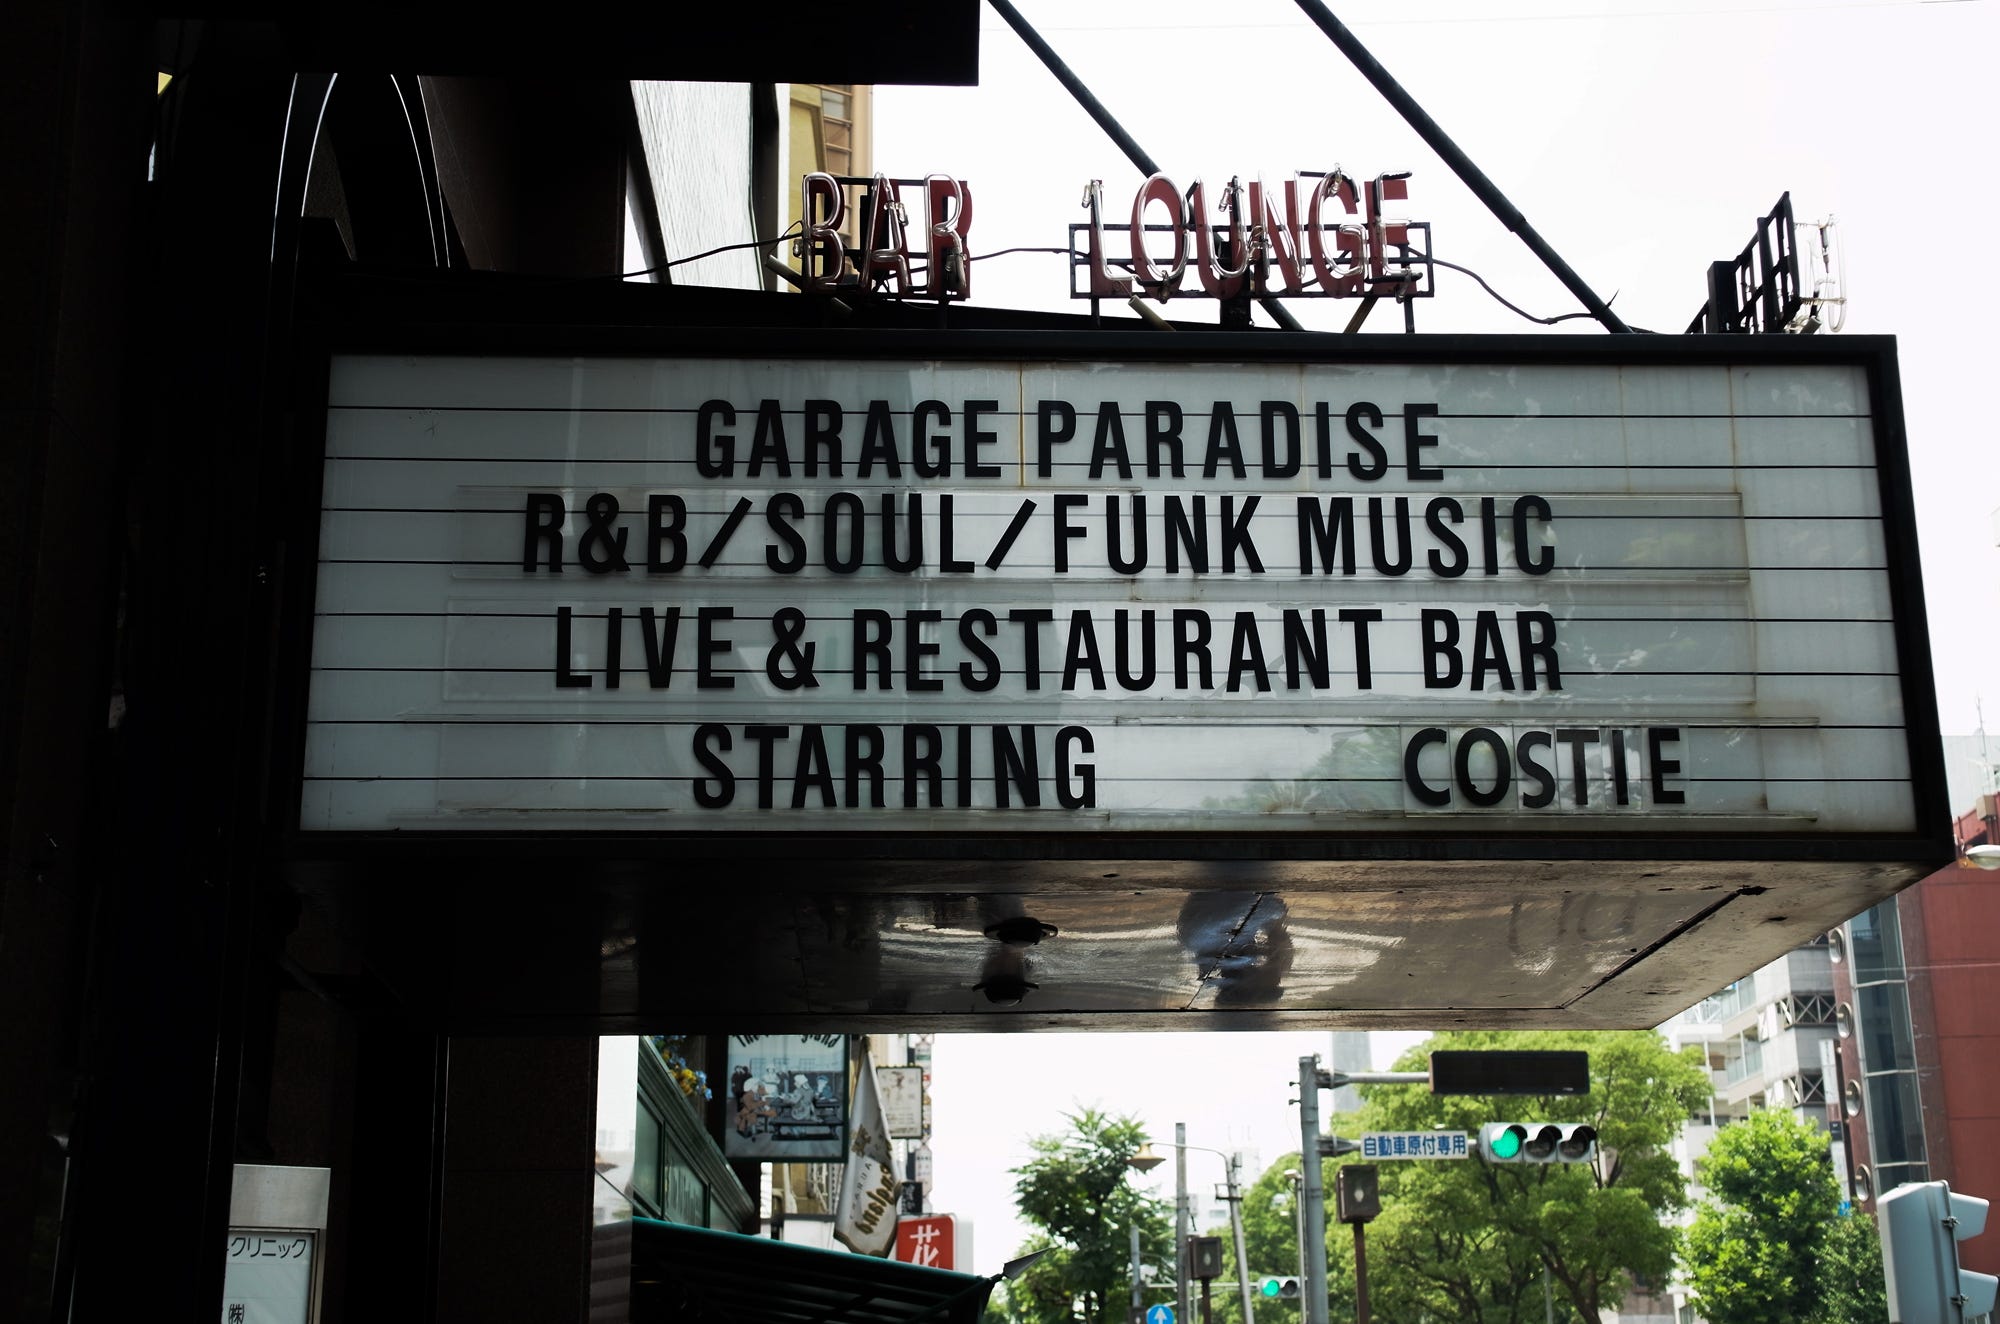 BAR LOUNGE
GARAGE PARADISE
R&B/SOUL/FUNK MUSIC
LIVE & RESTAURANT BAR
STARRING COSTIE
自動車原付専用
花
クリニック
㈱